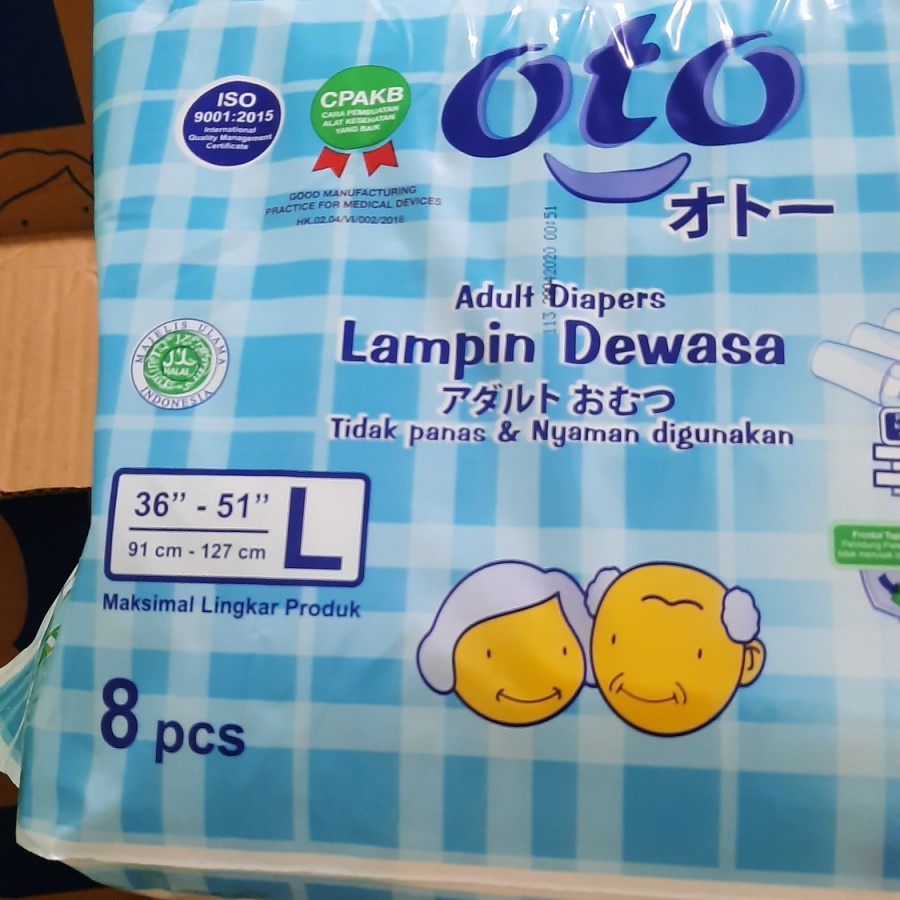 oto
オトー
ISO
9001:2015
International
Quality Management
Certificate
CPAKB
CARA PEMBUATAN
ALAT KESEHATAN
YANG BAIK
GOOD MANUFACTURING
PRACTICE FOR MEDICAL DEVICES
HK.02.04/VI/002/2016
00:51
Adult Diapers
Lampin Dewasa
アダルト おむつ
Tidak panas & Nyaman digunakan
MAJELIS ULAMA
HALAL
INDONESIA
36” - 51”
91 cm - 127 cm
L
Maksimal Lingkar Produk
8 pcs
Frontal